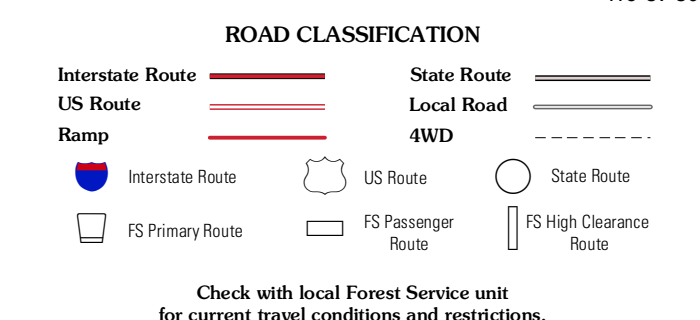 ROAD CLASSIFICATION
Interstate Route
State Route
US Route
Local Road
Ramp
4WD
Interstate Route
US Route
State Route
FS Primary Route
FS Passenger
Route
FS High Clearance
Route
Check with local Forest Service unit
for current travel conditions and restrictions.